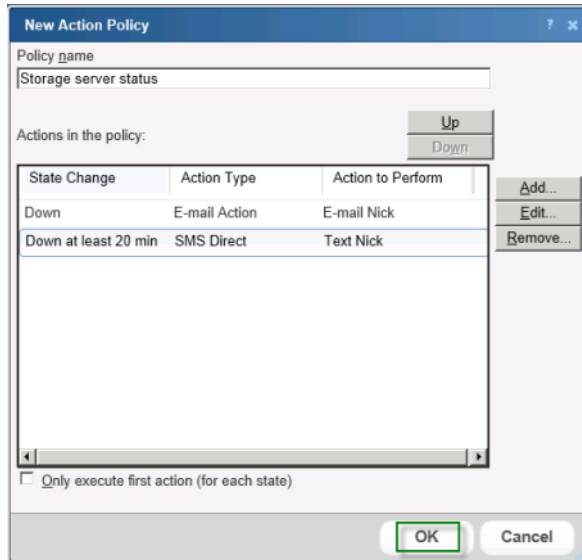 New Action Policy ? ×
Policy name
Storage server status
Up
Actions in the policy:
Down
State Change Action Type Action to Perform
Add...
Down E-mail Action E-mail Nick
Edit...
Down at least 20 min SMS Direct Text Nick
Remove...
Only execute first action (for each state)
OK Cancel